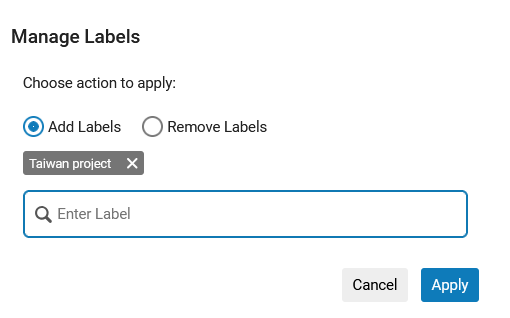 Manage Labels
Choose action to apply:
Add Labels Remove Labels
Taiwan project
Enter Label
Cancel Apply